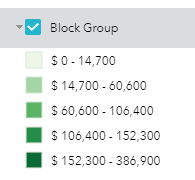 Block Group
$ 0 - 14,700
$ 14,700 - 60,600
$ 60,600 - 106,400
$ 106,400 - 152,300
$ 152,300 - 386,900